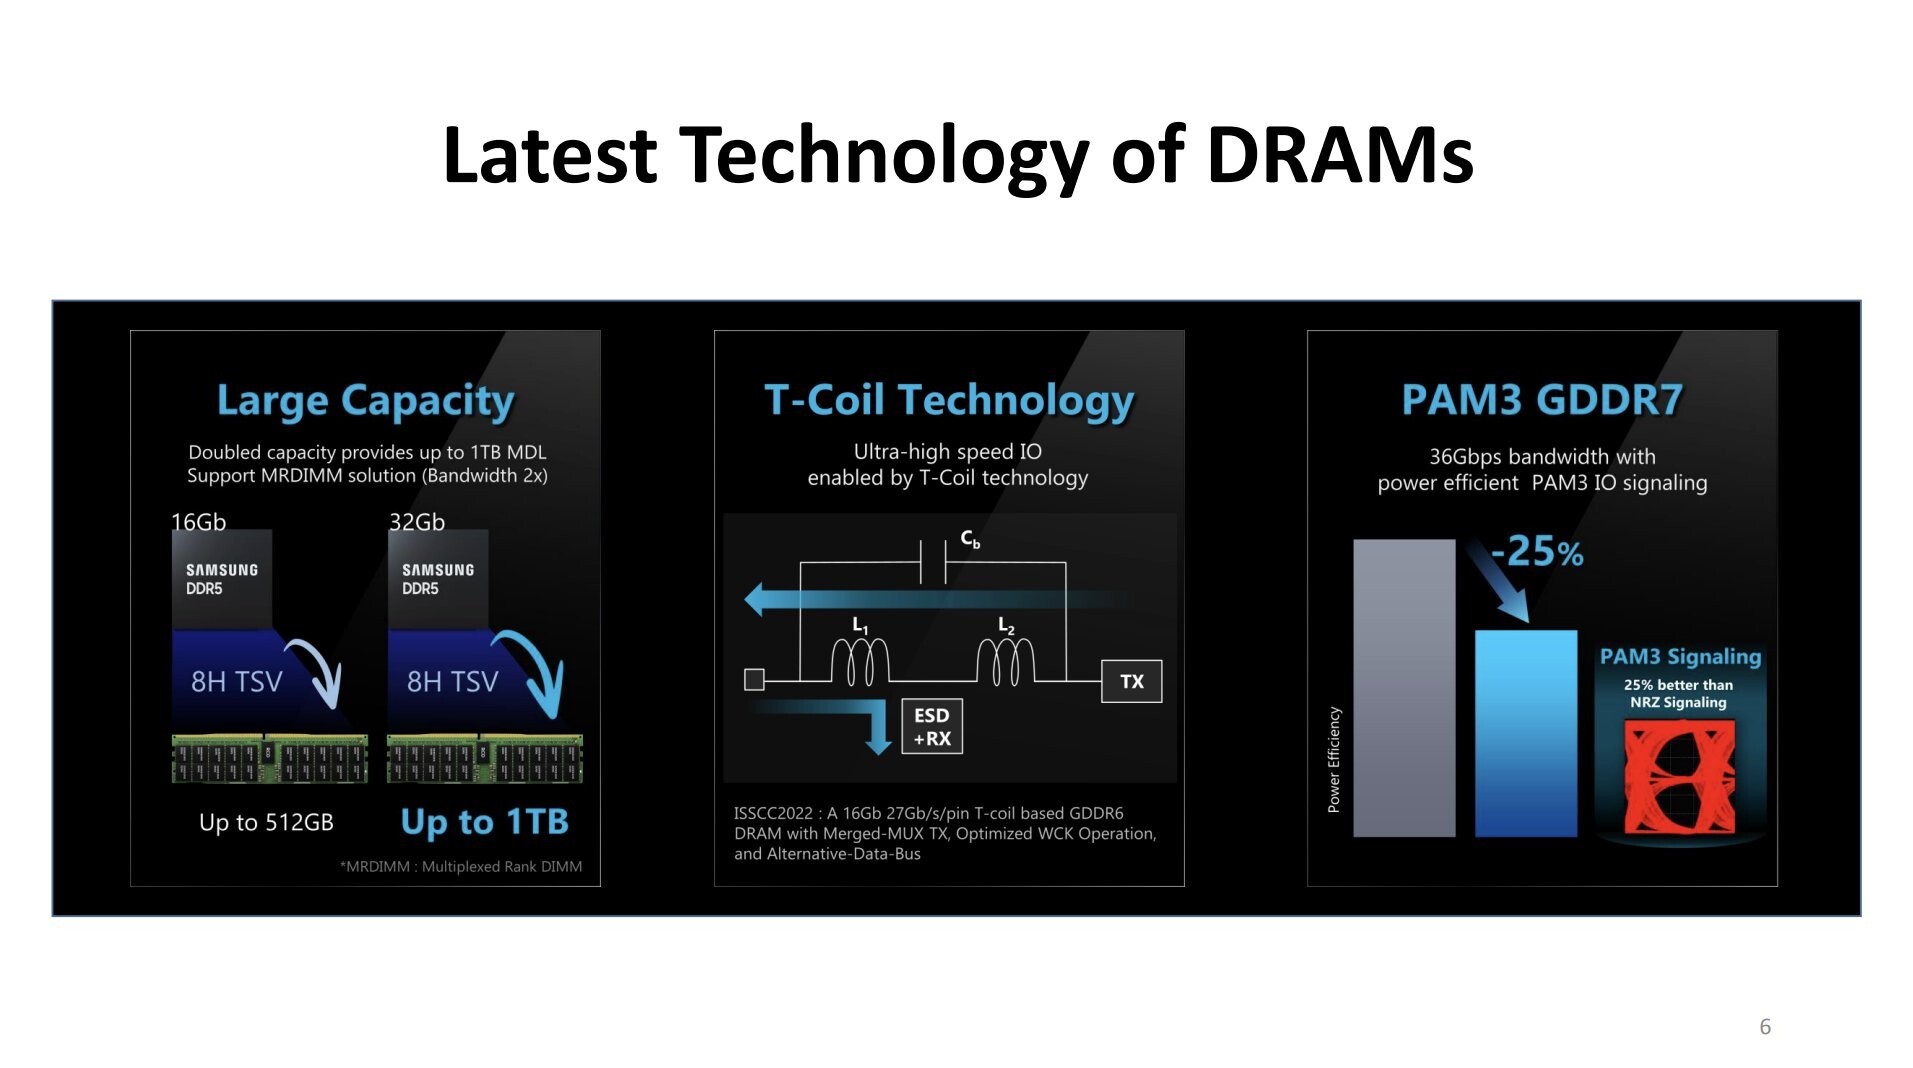 Latest Technology of DRAMs
Large Capacity
Doubled capacity provides up to 1TB MDL
Support MRDIMM solution (Bandwidth 2x)
16Gb
SAMSUNG
DDR5
8H TSV
Up to 512GB
32Gb
SAMSUNG
DDR5
8H TSV
Up to 1TB
*MRDIMM : Multiplexed Rank DIMM
T-Coil Technology
Ultra-high speed IO
enabled by T-Coil technology
Cb
L1
L2
TX
ESD
+RX
ISSCC2022 : A 16Gb 27Gb/s/pin T-coil based GDDR6
DRAM with Merged-MUX TX, Optimized WCK Operation,
and Alternative-Data-Bus
PAM3 GDDR7
36Gbps bandwidth with
power efficient PAM3 IO signaling
-25%
Power Efficiency
PAM3 Signaling
25% better than
NRZ Signaling
6